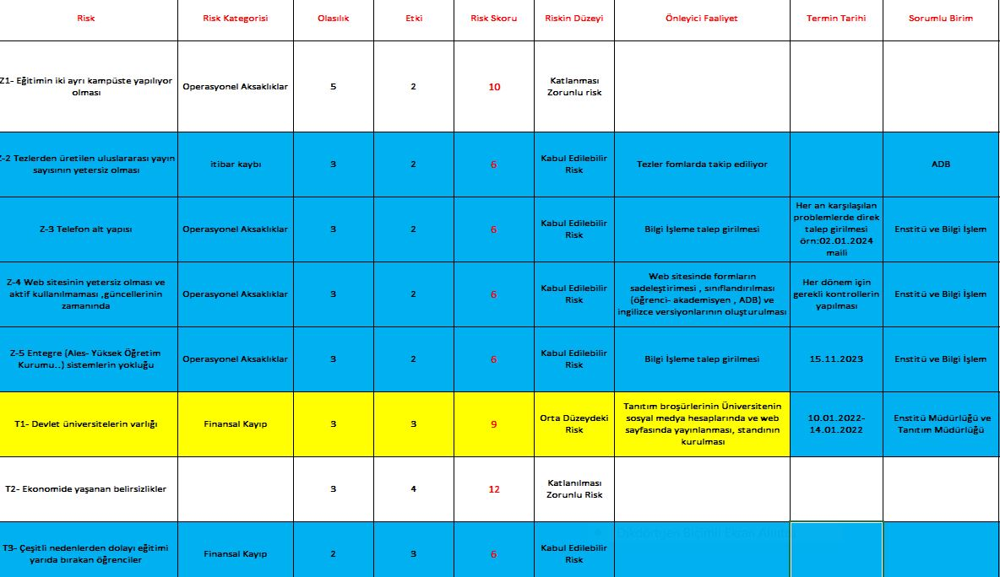 Risk
Risk Kategorisi
Olasılık
Etki
Risk Skoru
Riskin Düzeyi
Önleyici Faaliyet
Termin Tarihi
Sorumlu Birim
Z1- Eğitimin iki ayrı kampüste yapılıyor
olması
Operasyonel Aksaklıklar
5
2
10
Katlanması
Zorunlu risk
Z-2 Tezlerden üretilen uluslararası yayın
sayısının yetersiz olması
itibar kaybı
3
2
6
Kabul Edilebilir
Risk
Tezler fomlarda takip ediliyor
ADB
Z-3 Telefon alt yapısı
Operasyonel Aksaklıklar
3
2
6
Kabul Edilebilir
Risk
Bilgi İşleme talep girilmesi
Her an karşılaşılan
problemlerde direk
talep girilmesi
örn:02.01.2024
maili
Enstitü ve Bilgi İşlem
Z-4 Web sitesinin yetersiz olması ve
aktif kullanılmaması ,güncellerinin
zamanında
Operasyonel Aksaklıklar
3
2
6
Kabul Edilebilir
Risk
Web sitesinde formların
sadeleştirimesi , sınıflandırılması
(öğrenci- akademisyen , ADB) ve
ingilizce versiyonlarının oluşturulması
Her dönem için
gerekli kontrollerin
yapılması
Enstitü ve Bilgi İşlem
Z-5 Entegre (Ales- Yüksek Öğretim
Kurumu..) sistemlerin yokluğu
Operasyonel Aksaklıklar
3
2
6
Kabul Edilebilir
Risk
Bilgi İşleme talep girilmesi
15.11.2023
Enstitü ve Bilgi İşlem
T1- Devlet üniversitelerin varlığı
Finansal Kayıp
3
3
9
Orta Düzeydeki
Risk
Tanıtım broşürlerinin Üniversitenin
sosyal medya hesaplarında ve web
sayfasında yayınlanması, standının
kurulması
10.01.2022-
14.01.2022
Enstitü Müdürlüğü ve
Tanıtım Müdürlüğü
T2- Ekonomide yaşanan belirsizlikler
3
4
12
Katlanılması
Zorunlu Risk
T3- Çeşitli nedenlerden dolayı eğitimi
yarıda bırakan öğrenciler
Finansal Kayıp
2
3
6
Kabul Edilebilir
Risk
Dikdörtgen Biçimli Ekran Alıntısı